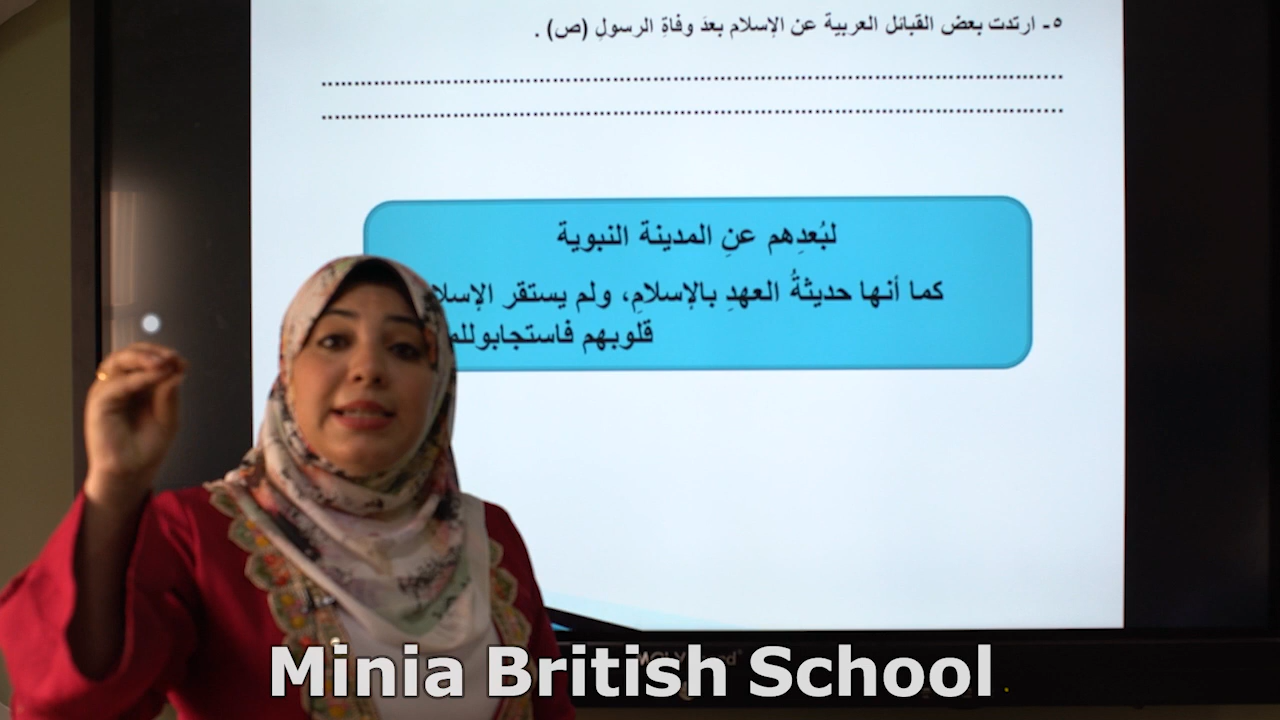 ٥- ارتدت بعض القبائل العربية عن الإسلام بعدَ وفاةِ الرسولِ (ص) .
لبُعدِهم عنِ المدينة النبوية
كما أنها حديثةُ العهدِ بالإسلامِ، ولم يستقر
قلوبهم
Minia British School